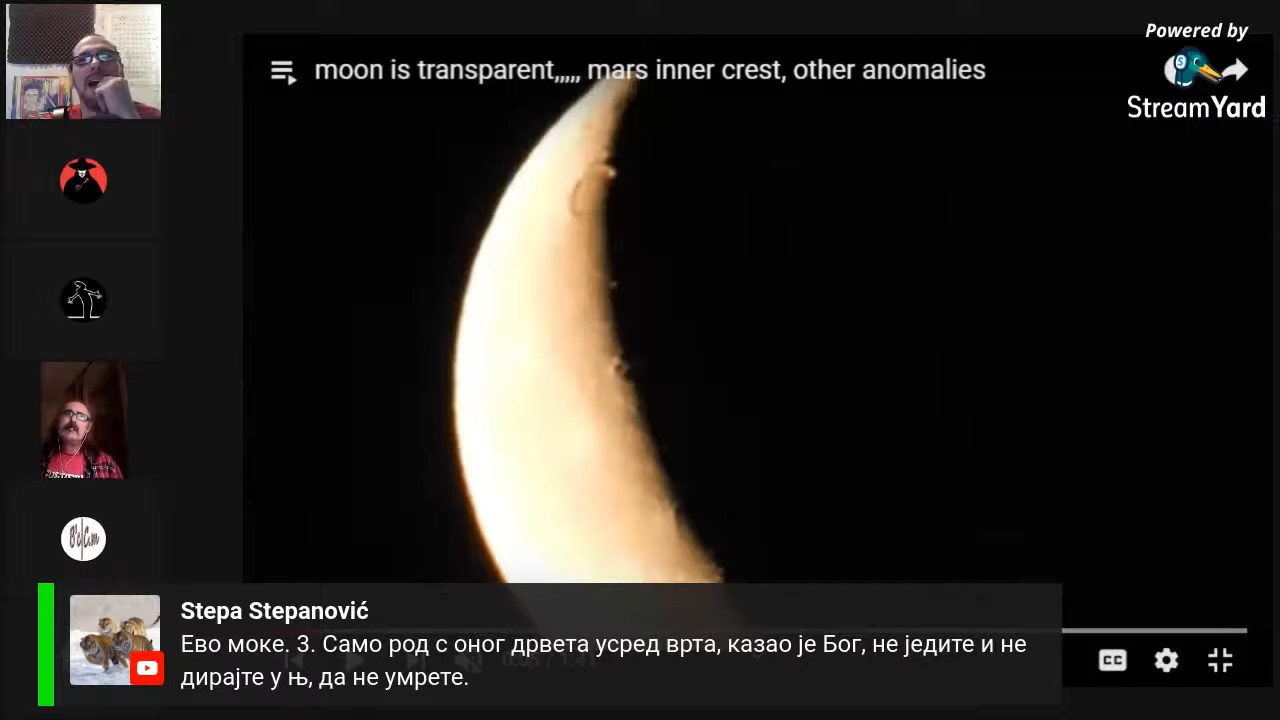 Powered by
StreamYard
moon is transparent,,,,, mars inner crest, other anomalies
Stepa Stepanović
Ево моке. 3. Само род с оног дрвета усред врта, казао је Бог, не једите и не
дирајте у њ, да не умрете.
CC